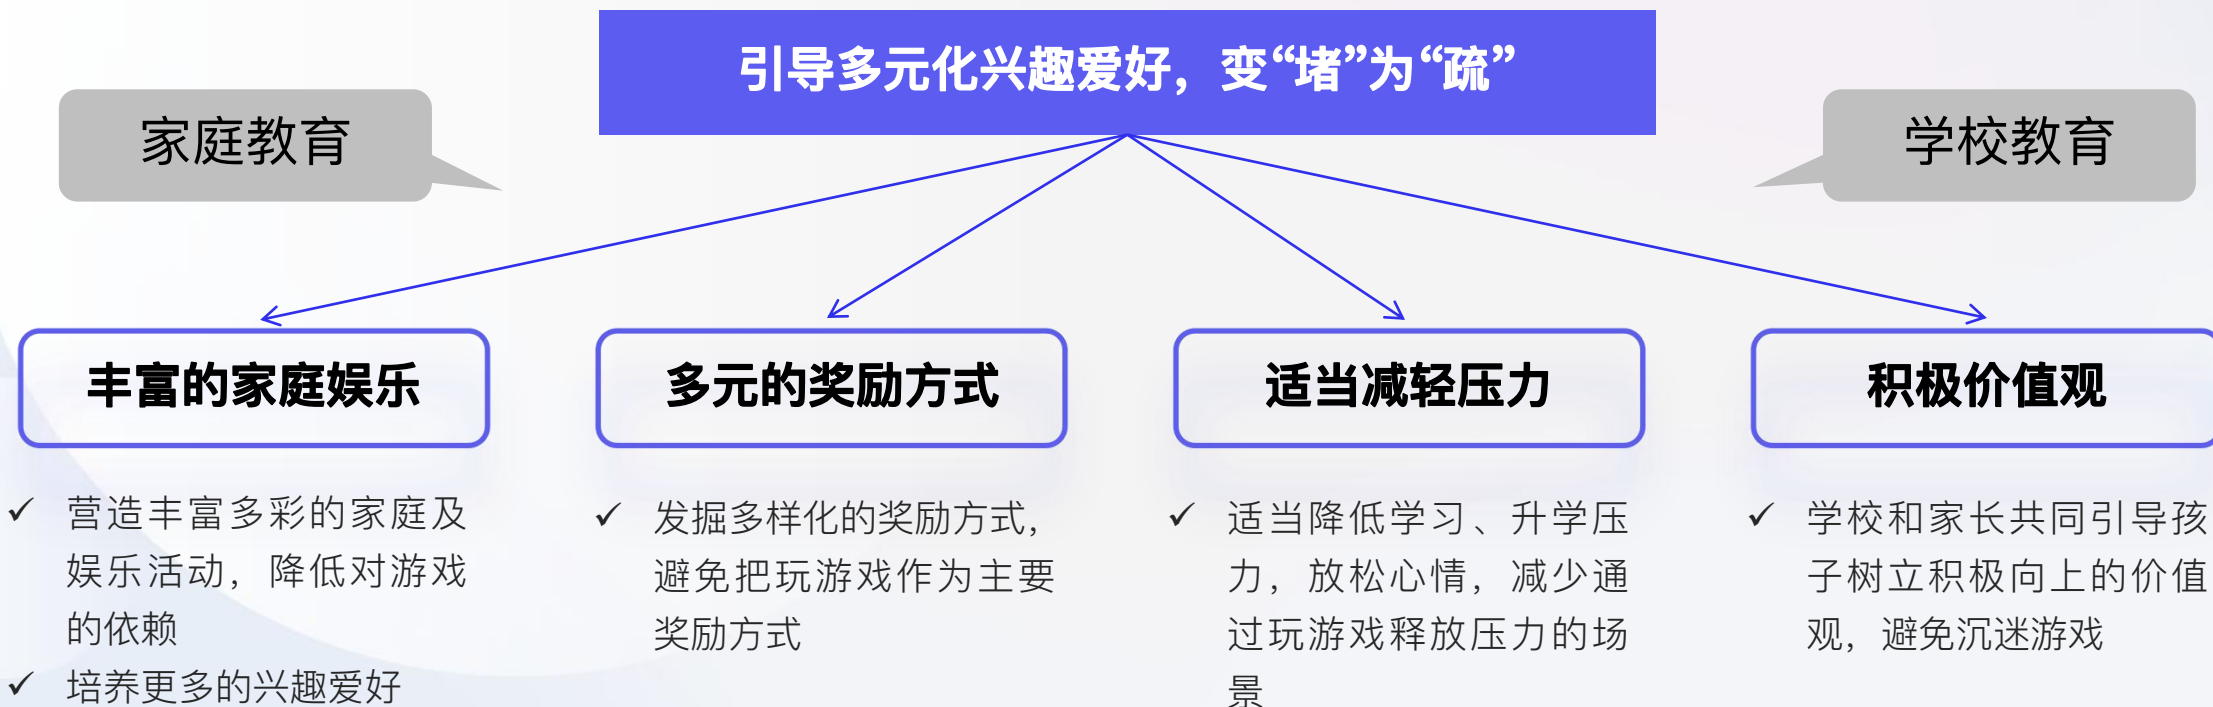 引导多元化兴趣爱好，变“堵”为“疏”
家庭教育
学校教育
丰富的家庭娱乐
多元的奖励方式
适当减轻压力
积极价值观
✓ 营造丰富多彩的家庭及
娱乐活动，降低对游戏
的依赖
✓ 培养更多的兴趣爱好
✓ 发掘多样化的奖励方式，
避免把玩游戏作为主要
奖励方式
✓ 适当降低学习、升学压
力，放松心情，减少通
过玩游戏释放压力的场
景
✓ 学校和家长共同引导孩
子树立积极向上的价值
观，避免沉迷游戏